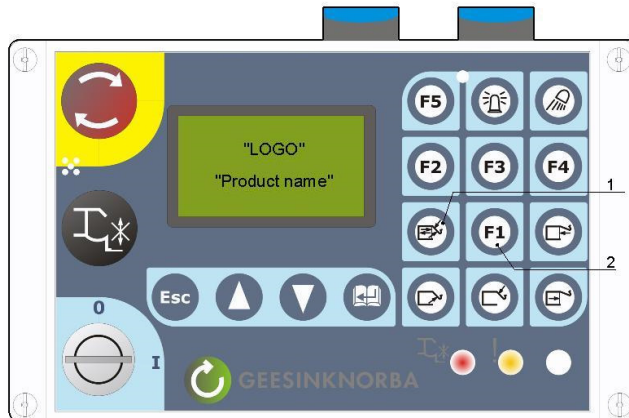 "LOGO"
"Product name"
F5
F2
F3
F4
1
F1
2
Esc
0
I
GEESINKNORBA